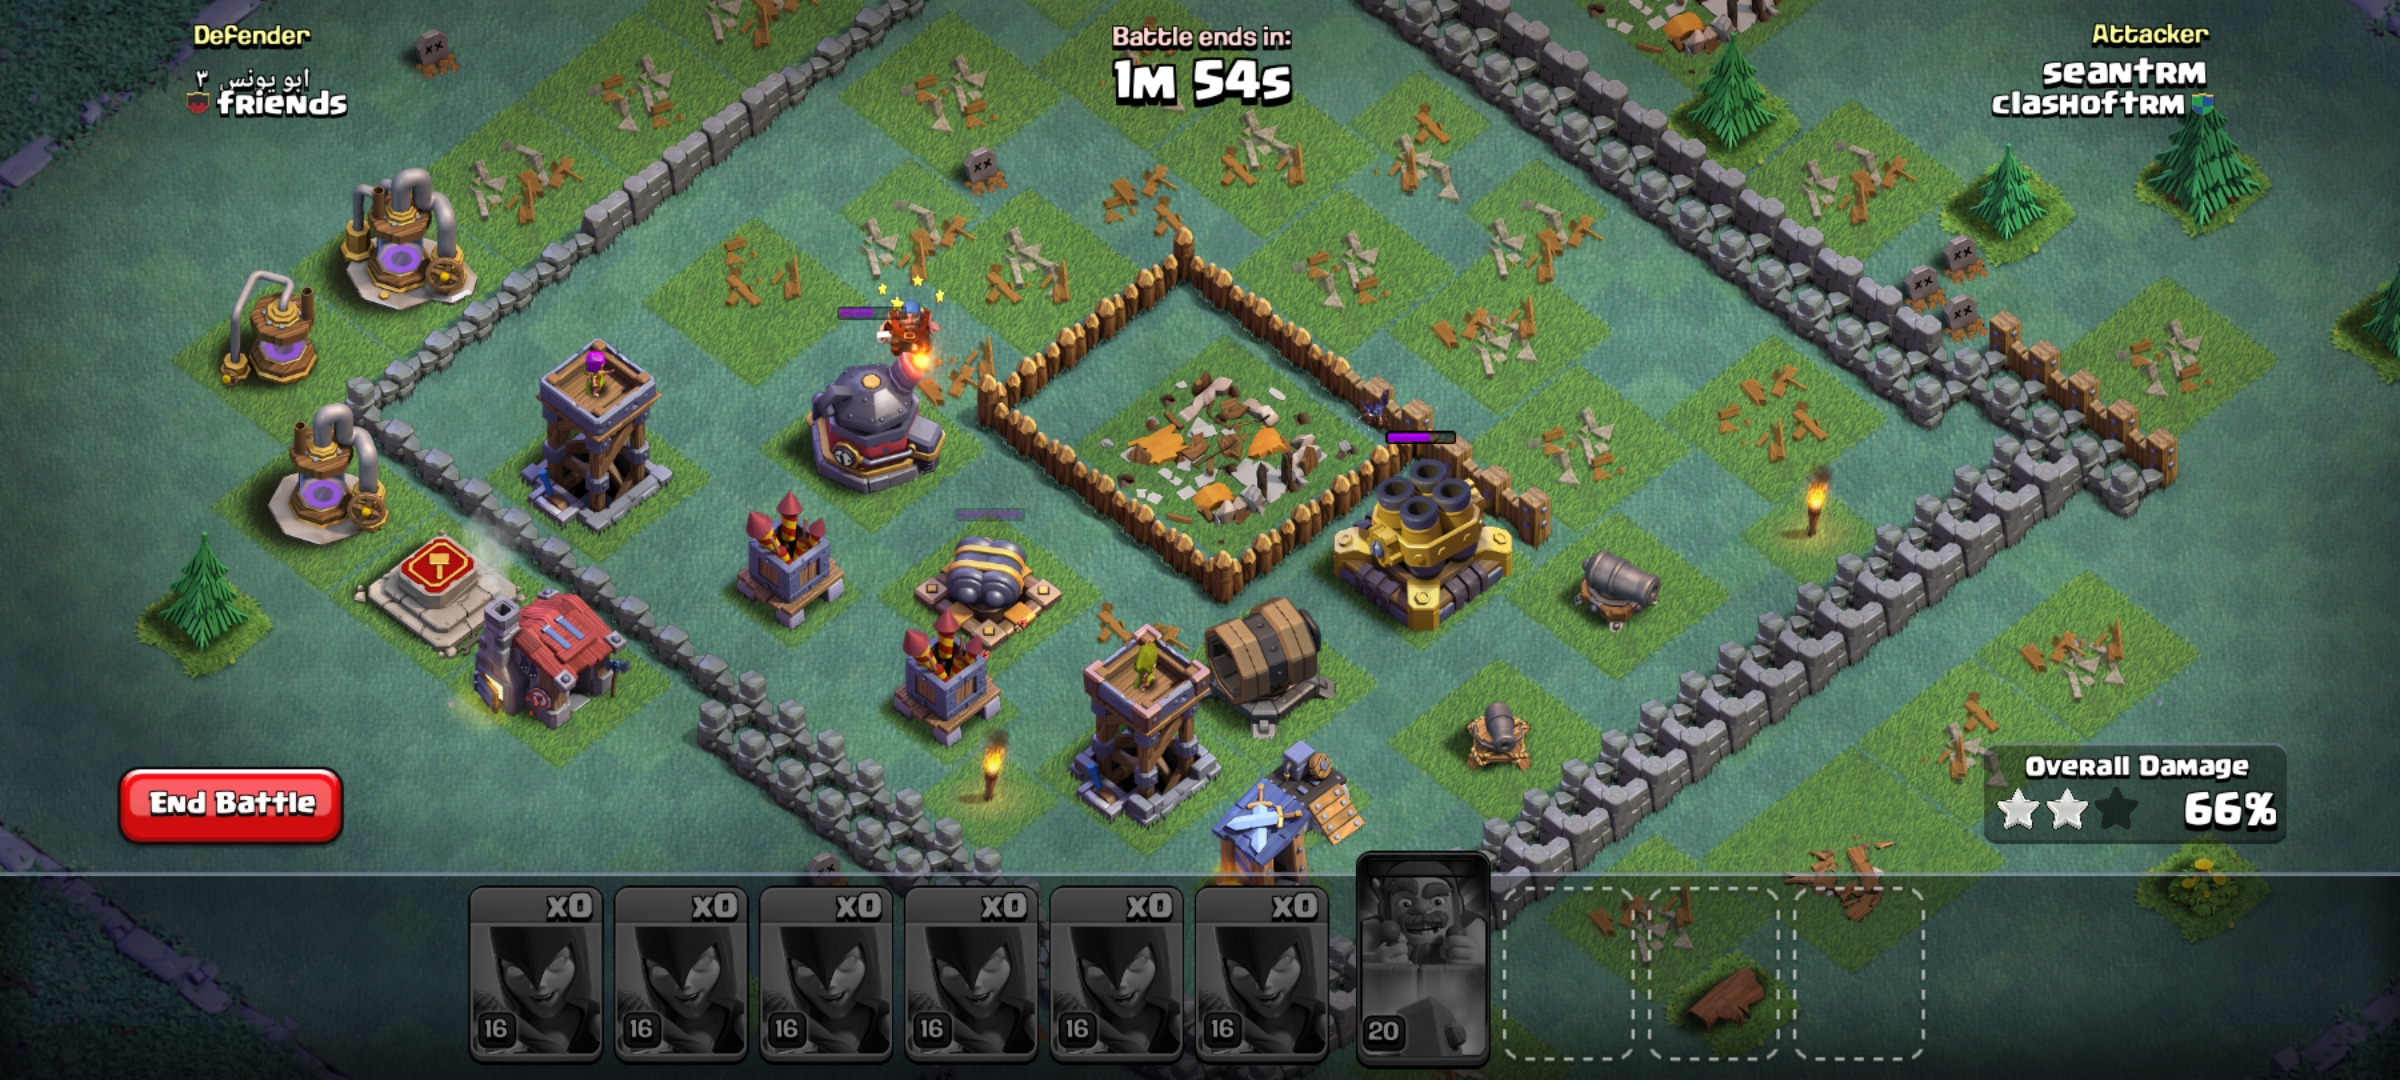 Defender
ابو يونس ٣
friends
Battle ends in:
1M 54s
Attacker
seantRM
clashoftRM
End Battle
Overall Damage
66%
x0
x0
x0
x0
x0
x0
16
16
16
16
16
16
20